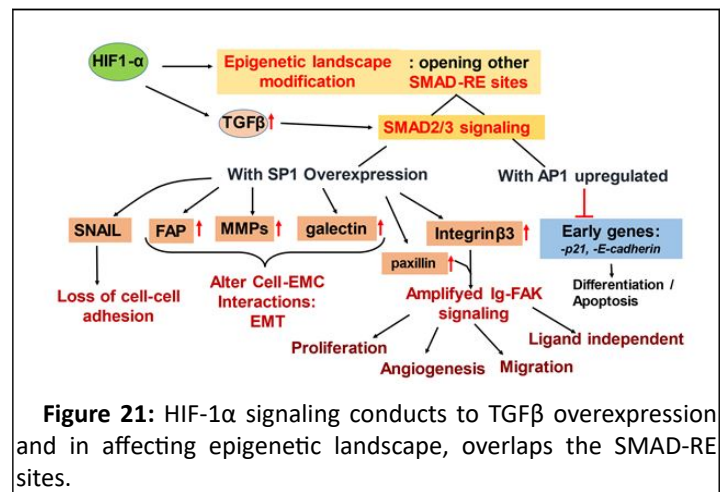 HIF1-α
Epigenetic landscape : opening other
modification SMAD-RE sites
TGFβ
SMAD2/3 signaling
With SP1 Overexpression
With AP1 upregulated
SNAIL
FAP
MMPs
galectin
Integrinβ3
Early genes:
-p21, -E-cadherin
paxillin
Loss of cell-cell
adhesion
Alter Cell-EMC
Interactions:
EMT
Amplifyed Ig-FAK
signaling
Differentiation /
Apoptosis
Proliferation
Angiogenesis
Migration
Ligand independent
Figure 21: HIF-1α signaling conducts to TGFβ overexpression
and in affecting epigenetic landscape, overlaps the SMAD-RE
sites.